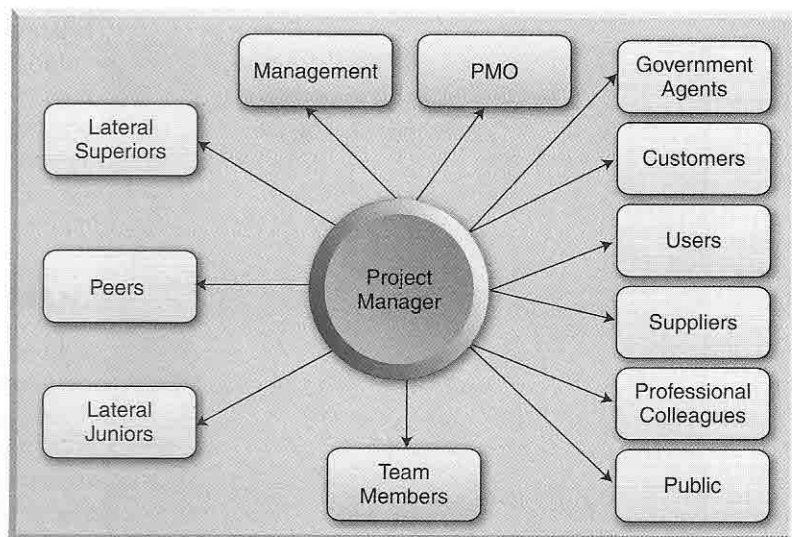 Management
PMO
Government
Agents
Lateral
Superiors
Customers
Users
Project
Manager
Peers
Suppliers
Professional
Colleagues
Lateral
Juniors
Team
Members
Public